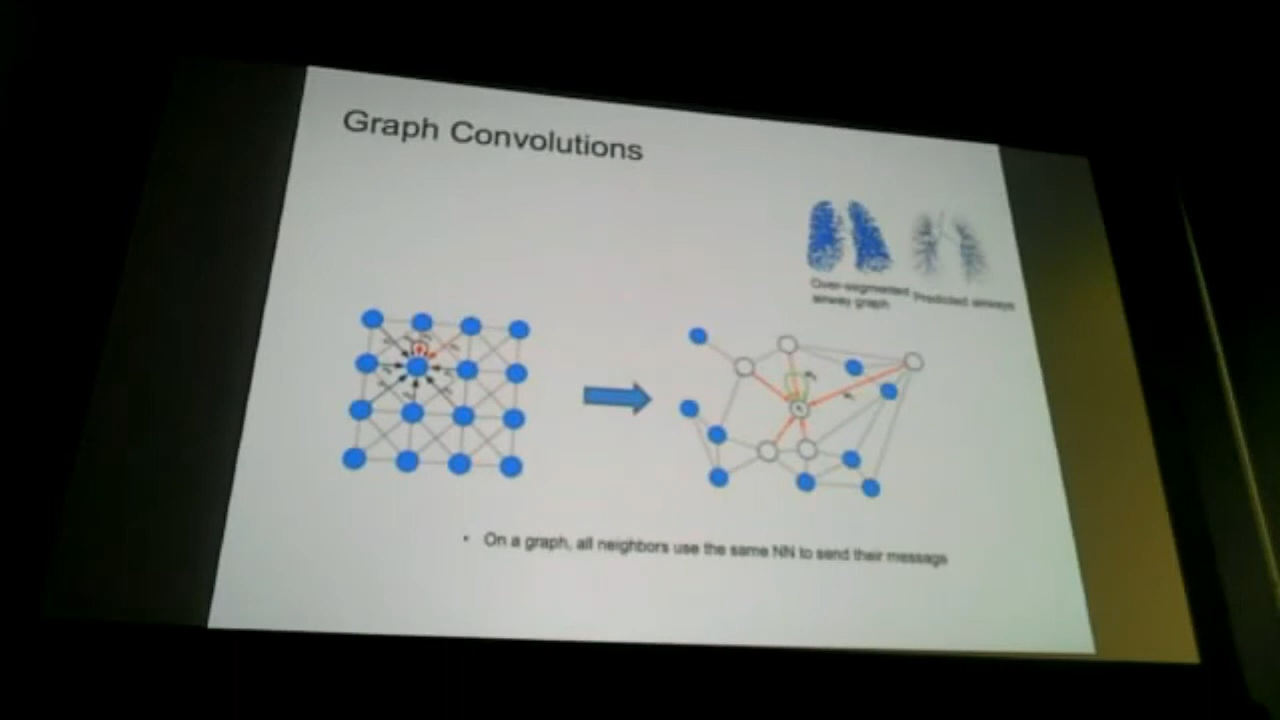 Graph Convolutions
Over-segmented
airway graph
Predicted airways
• On a graph, all neighbors use the same NN to send their message